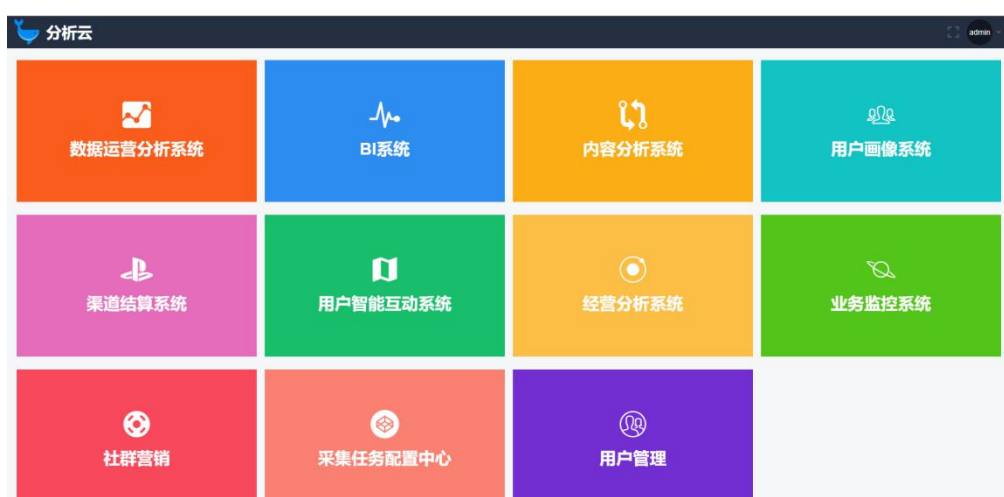 分析云
admin
数据运营分析系统
BI系统
内容分析系统
用户画像系统
渠道结算系统
用户智能互动系统
经营分析系统
业务监控系统
社群营销
采集任务配置中心
用户管理